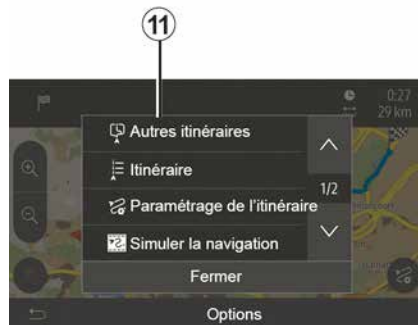 11
0:27
29 km
Autres itinéraires
Itinéraire
1/2
Paramétrage de l'itinéraire
Simuler la navigation
Fermer
Options